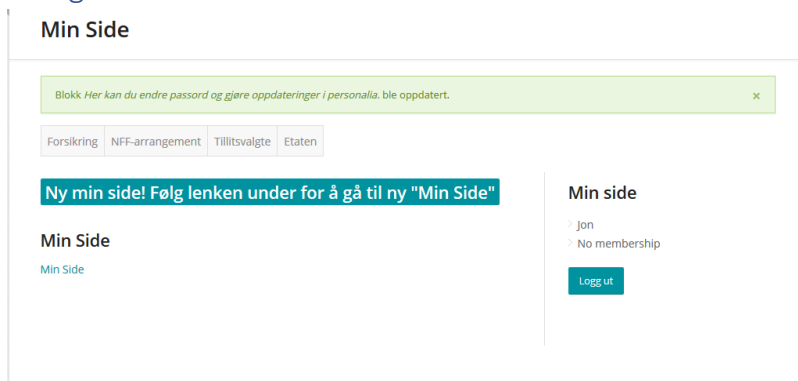 Min Side
Blokk Her kan du endre passord og gjøre oppdateringer i personalia. ble oppdatert.
×
Forsikring NFF-arrangement Tillitsvalgte Etaten
Ny min side! Følg lenken under for å gå til ny "Min Side"
Min Side
Min Side
Min side
Jon
No membership
Logg ut